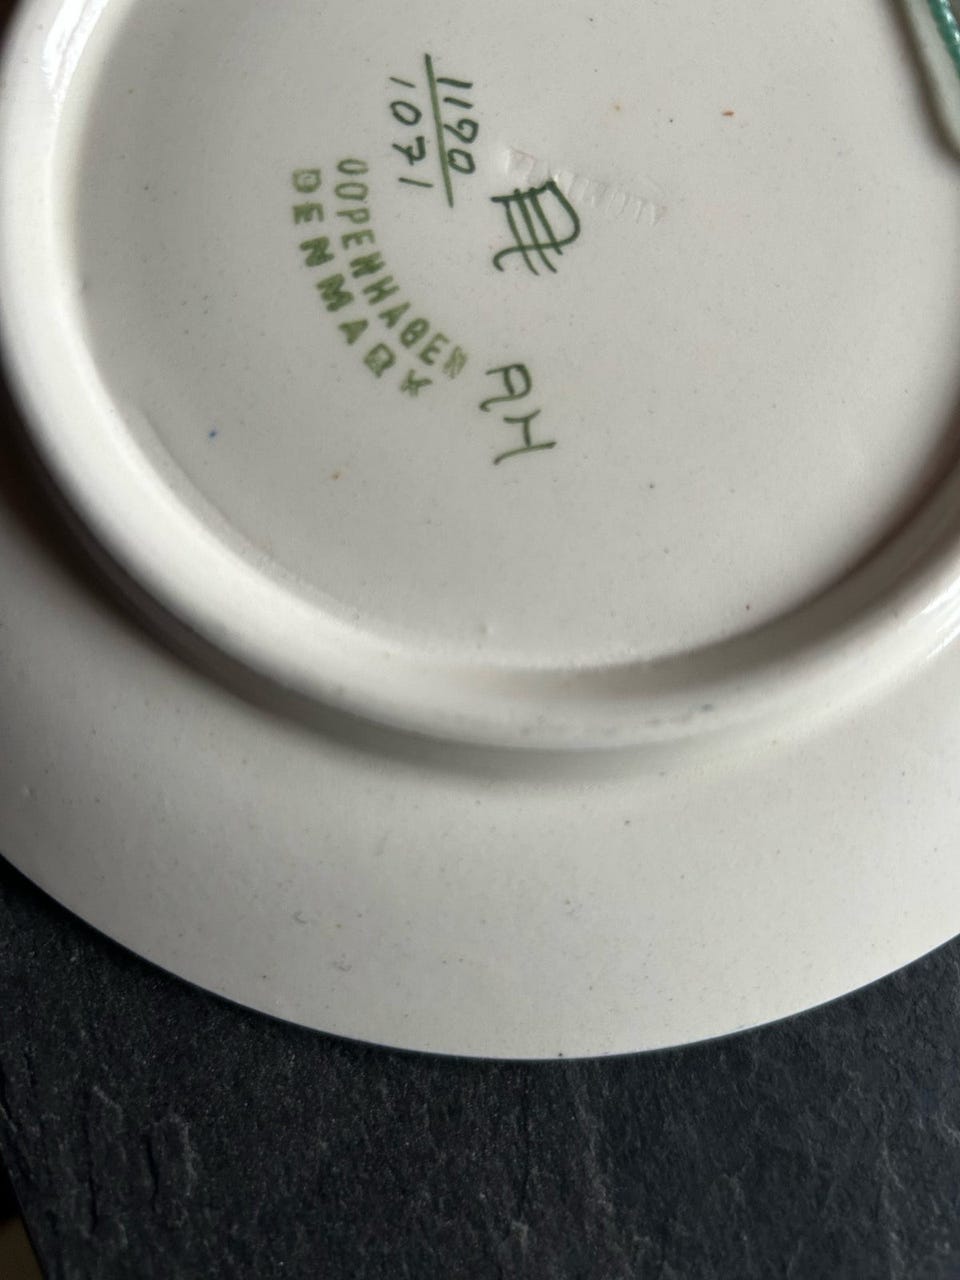 1190
1071
COPENHAGEN
DENMARK
AH